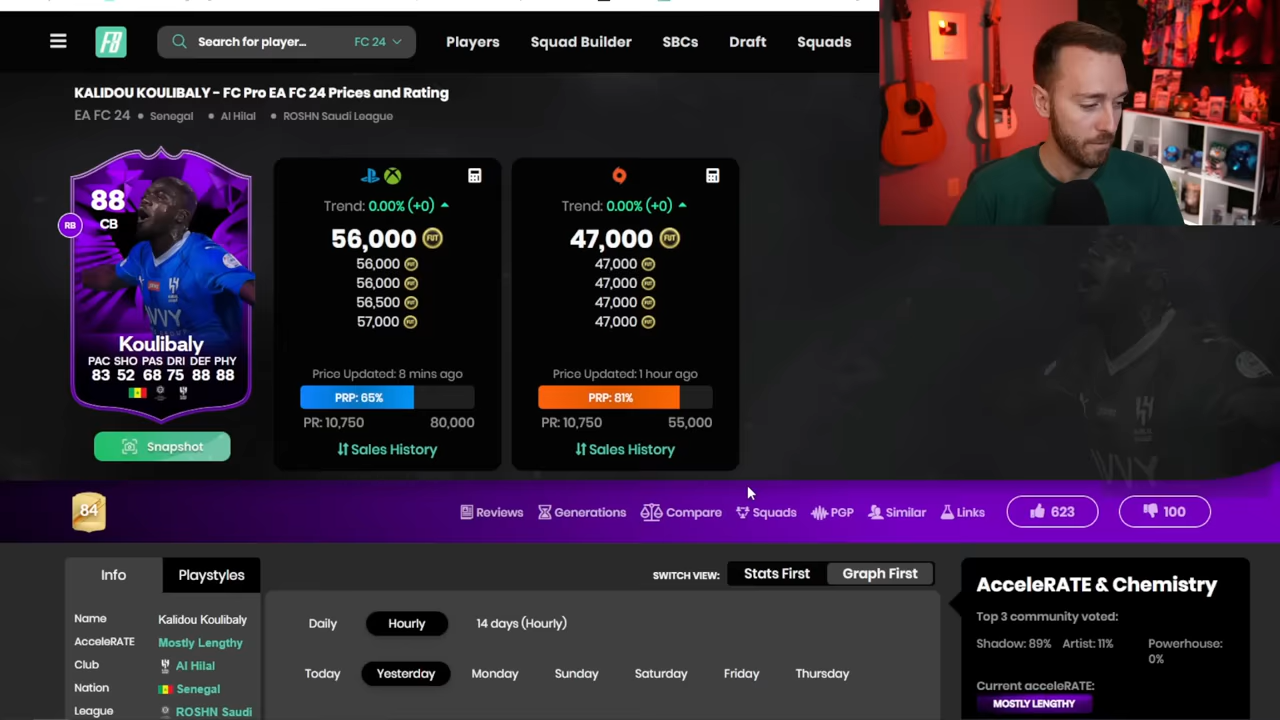 FB
Search for player...
FC 24
Players
Squad Builder
SBCs
Draft
Squads
KALIDOU KOULIBALY - FC Pro EA FC 24 Prices and Rating
EA FC 24
Senegal
Al Hilal
ROSHN Saudi League
88
CB
RB
Koulibaly
PAC SHO PAS DRI DEF PHY
83 52 68 75 88 88
Snapshot
Trend: 0.00% (+0)
56,000
56,000
56,000
56,500
57,000
Price Updated: 8 mins ago
PRP: 65%
PR: 10,750
80,000
Sales History
Trend: 0.00% (+0)
47,000
47,000
47,000
47,000
47,000
Price Updated: 1 hour ago
PRP: 81%
PR: 10,750
55,000
Sales History
84
Reviews
Generations
Compare
Squads
PGP
Similar
Links
623
100
Info
Playstyles
Name
Kalidou Koulibaly
AcceleRATE
Mostly Lengthy
Club
Al Hilal
Nation
Senegal
League
ROSHN Saudi
SWITCH VIEW:
Stats First
Graph First
Daily
Hourly
14 days (Hourly)
Today
Yesterday
Monday
Sunday
Saturday
Friday
Thursday
AcceleRATE & Chemistry
Top 3 community voted:
Shadow: 89%
Artist: 11%
Powerhouse:
0%
Current acceleRATE:
MOSTLY LENGTHY